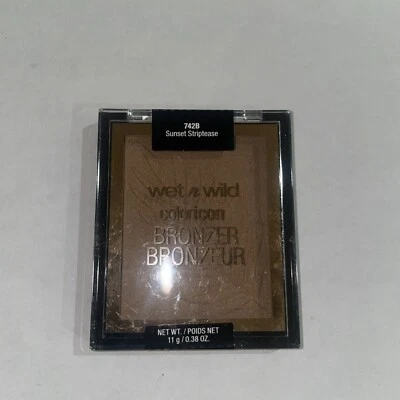 742B
Sunset Striptease
wet n wild
coloricon
BRONZER
BRONZEUR
NET WT. / POIDS NET
11 g / 0.38 OZ.